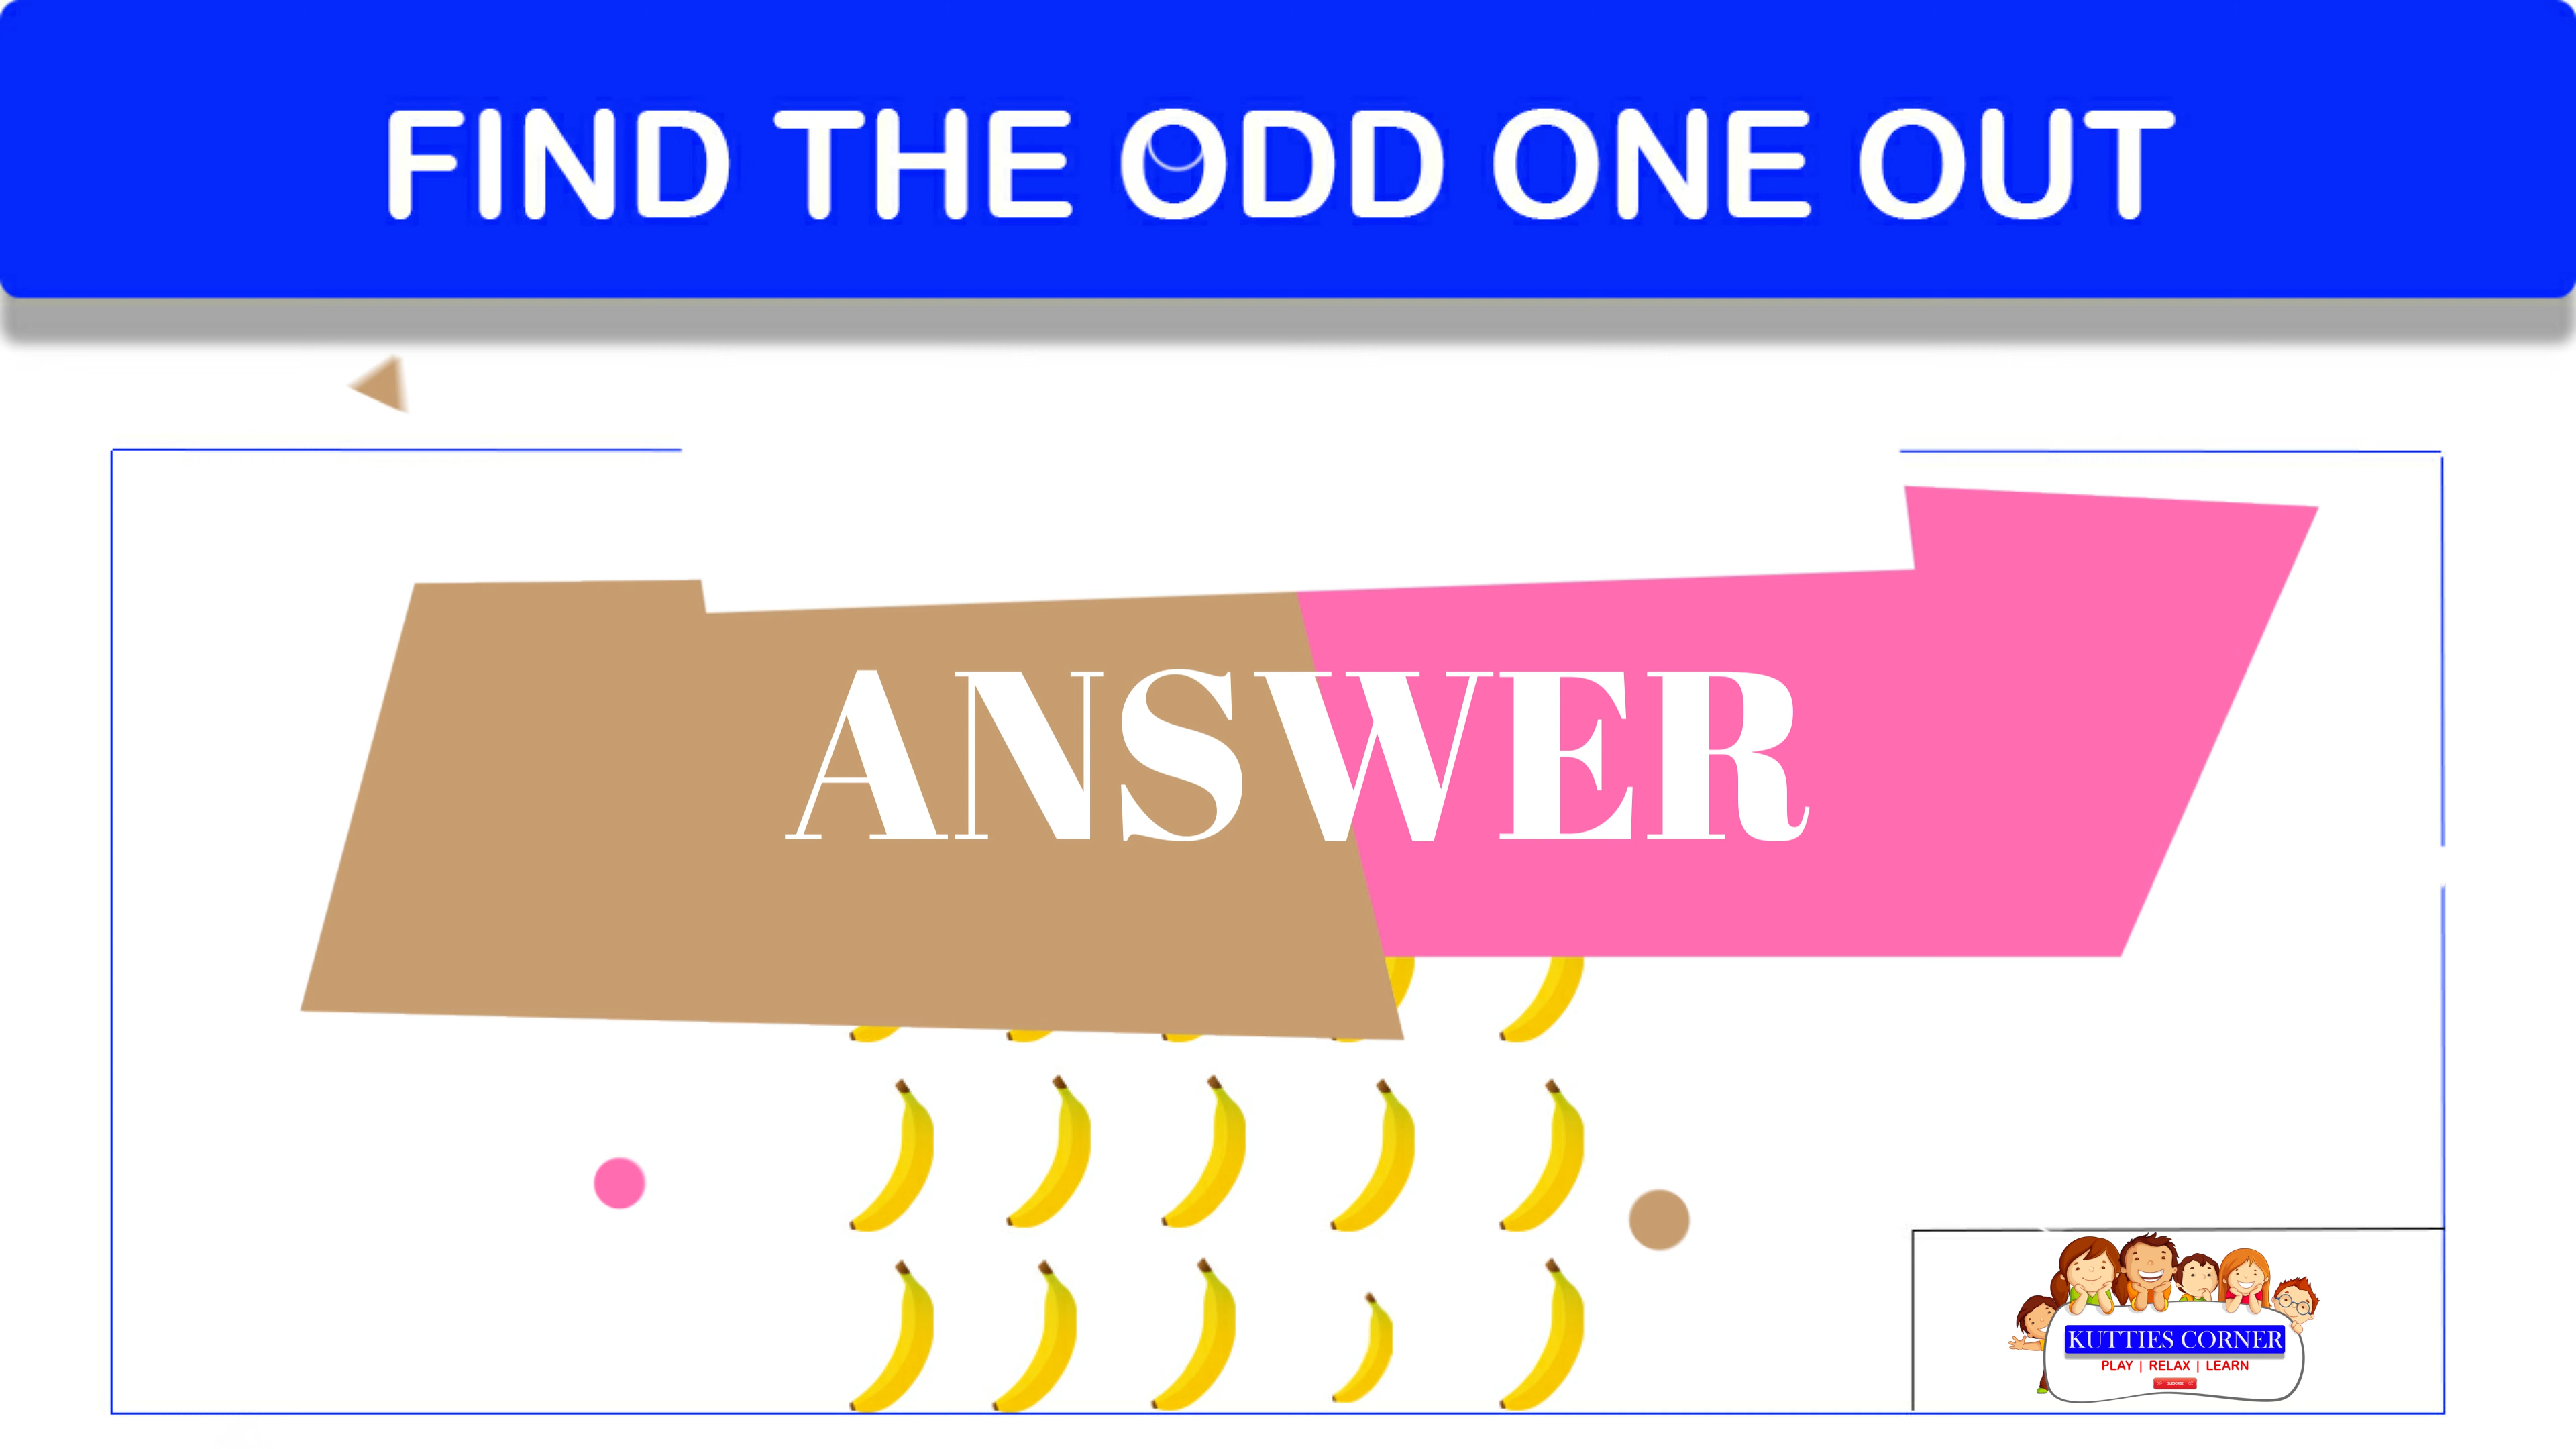 FIND THE ODD ONE OUT
ANSWER
KUTTIES CORNER
PLAY | RELAX | LEARN